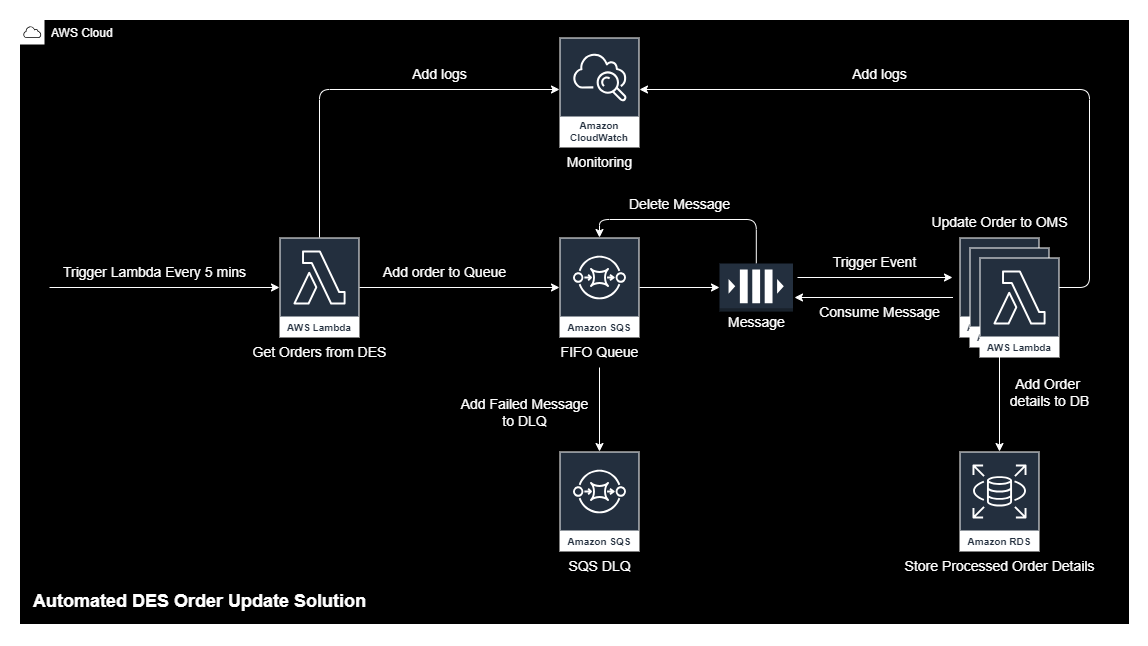 AWS Cloud
Add logs
Add logs
Amazon
CloudWatch
Monitoring
Delete Message
Update Order to OMS
Trigger Lambda Every 5 mins
Add order to Queue
Trigger Event
Consume Message
AWS Lambda
Get Orders from DES
Amazon SQS
FIFO Queue
Message
AWS Lambda
Add Failed Message
to DLQ
Add Order
details to DB
Amazon SQS
SQS DLQ
Amazon RDS
Store Processed Order Details
Automated DES Order Update Solution